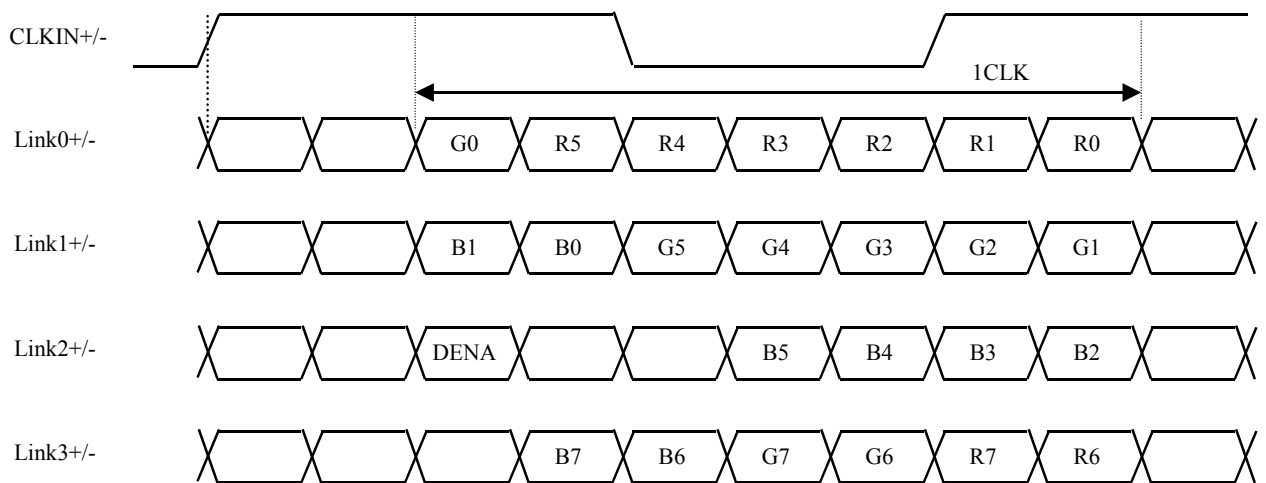 CLKIN+/-
1CLK
Link0+/- G0 R5 R4 R3 R2 R1 R0
Link1+/- B1 B0 G5 G4 G3 G2 G1
Link2+/- DENA B5 B4 B3 B2
Link3+/- B7 B6 G7 G6 R7 R6